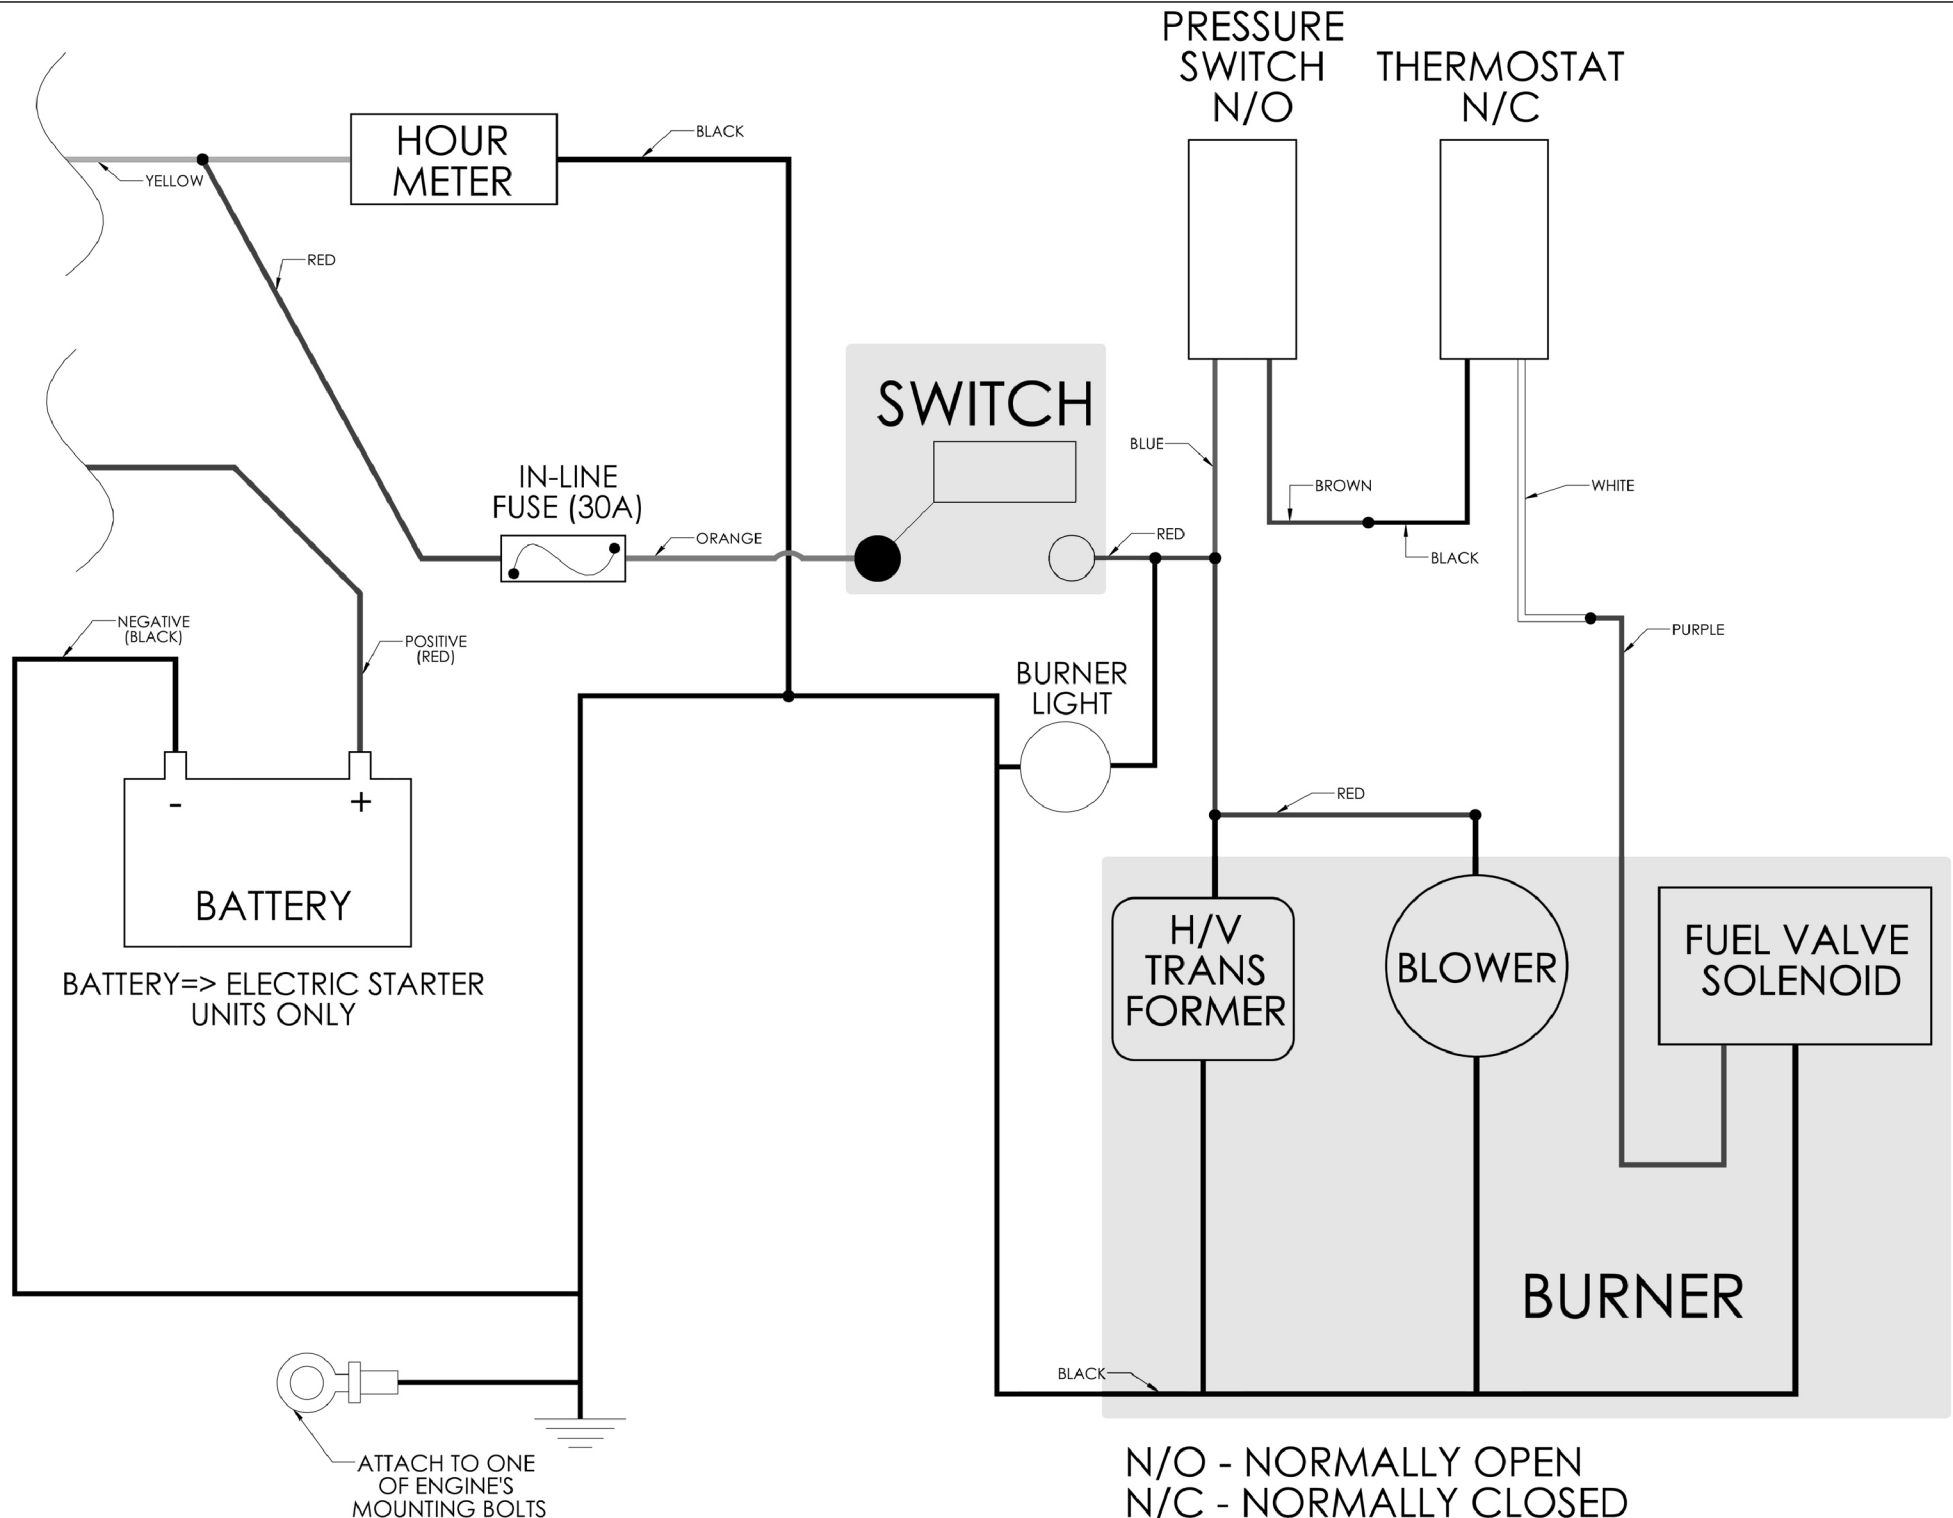 PRESSURE
SWITCH
N/O
THERMOSTAT
N/C
HOUR
METER
BLACK
YELLOW
RED
SWITCH
BLUE
IN-LINE
FUSE (30A)
ORANGE
RED
BROWN
BLACK
WHITE
PURPLE
NEGATIVE
(BLACK)
POSITIVE
(RED)
BURNER
LIGHT
RED
-
+
BATTERY
BATTERY=> ELECTRIC STARTER
UNITS ONLY
H/V
TRANS
FORMER
BLOWER
FUEL VALVE
SOLENOID
BURNER
BLACK
ATTACH TO ONE
OF ENGINE'S
MOUNTING BOLTS
N/O - NORMALLY OPEN
N/C - NORMALLY CLOSED